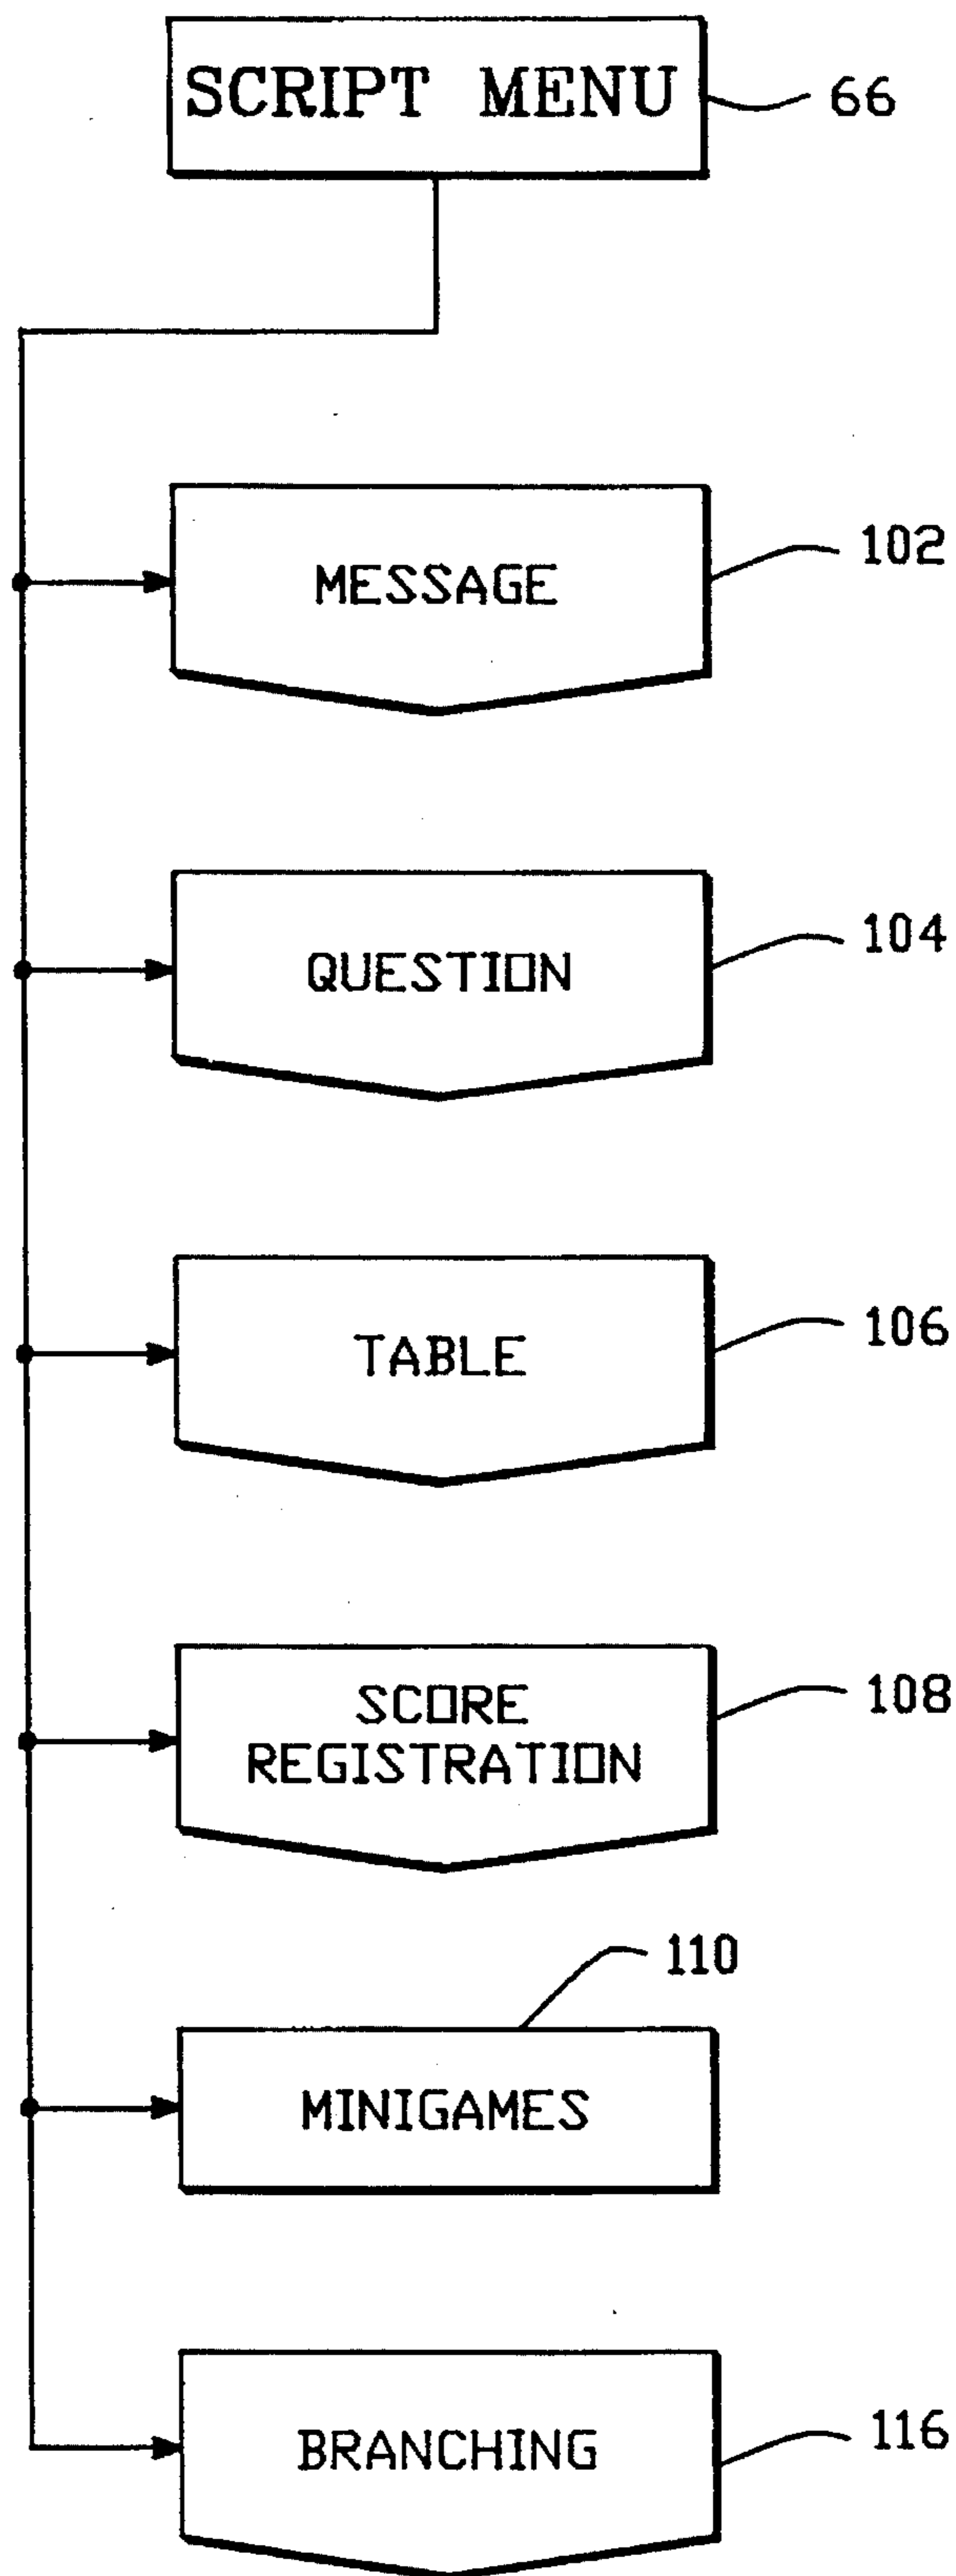 SCRIPT MENU
66
MESSAGE
102
QUESTION
104
TABLE
106
SCORE
REGISTRATION
108
110
MINIGAMES
BRANCHING
116